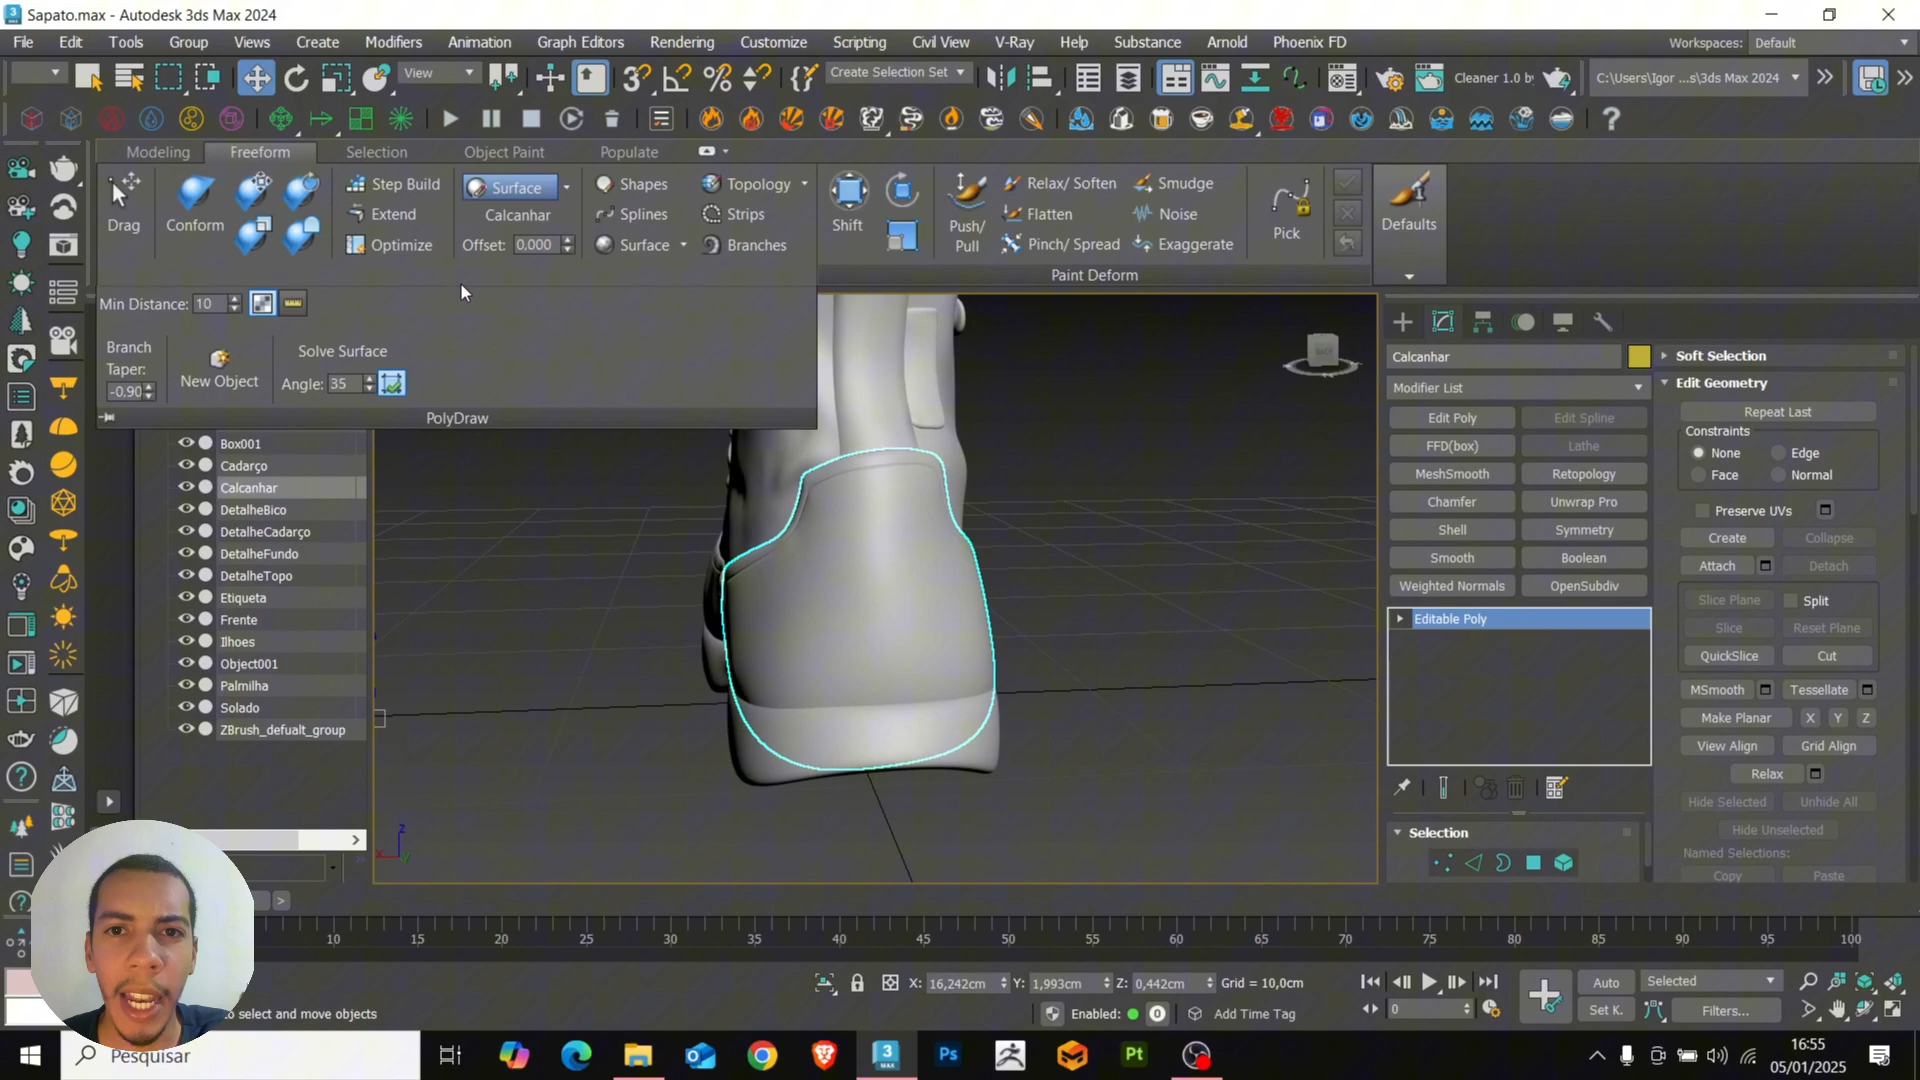 Sapato.max - Autodesk 3ds Max 2024
File Edit Tools Group Views Create Modifiers Animation Graph Editors Rendering Customize Scripting Civil View V-Ray Help Substance Arnold Phoenix FD Workspaces: Default
View Create Selection Set Cleaner 1.0 by C:\Users\Igor ...s\3ds Max 2024
Modeling Freeform Selection Object Paint Populate
Step Build Surface Shapes Topology Relax/ Soften Smudge
Drag Conform Extend Calcanhar Splines Strips Shift Push/ Pull Flatten Noise Pick Defaults
Optimize Offset: 0,000 Surface Branches Pinch/ Spread Exaggerate
Paint Deform
Min Distance: 10
Branch Taper: -0,90 New Object Solve Surface
Angle: 35
PolyDraw
Box001
Cadarço
Calcanhar
DetalheBico
DetalheCadarço
DetalheFundo
DetalheTopo
Etiqueta
Frente
Ilhoes
Object001
Palmilha
Solado
ZBrush_defualt_group
BACK
z
x
y
Calcanhar
Modifier List
Edit Poly Edit Spline
FFD(box) Lathe
MeshSmooth Retopology
Chamfer Unwrap Pro
Shell Symmetry
Smooth Boolean
Weighted Normals OpenSubdiv
Editable Poly
Selection
Soft Selection
Edit Geometry
Repeat Last
Constraints
None Edge
Face Normal
Preserve UVs
Create Collapse
Attach Detach
Slice Plane Split
Slice Reset Plane
QuickSlice Cut
MSmooth Tessellate
Make Planar X Y Z
View Align Grid Align
Relax
Hide Selected Unhide All
Hide Unselected
Named Selections:
Copy Paste
10 15 20 25 30 35 40 45 50 55 60 65 70 75 80 85 90 95 100
X: 16,242cm Y: 1,993cm Z: 0,442cm Grid = 10,0cm
Auto Selected
to select and move objects
Enabled: 0 Add Time Tag
0
Set K. Filters...
Pesquisar
3 MAX
Ps
Pt
16:55
05/01/2025